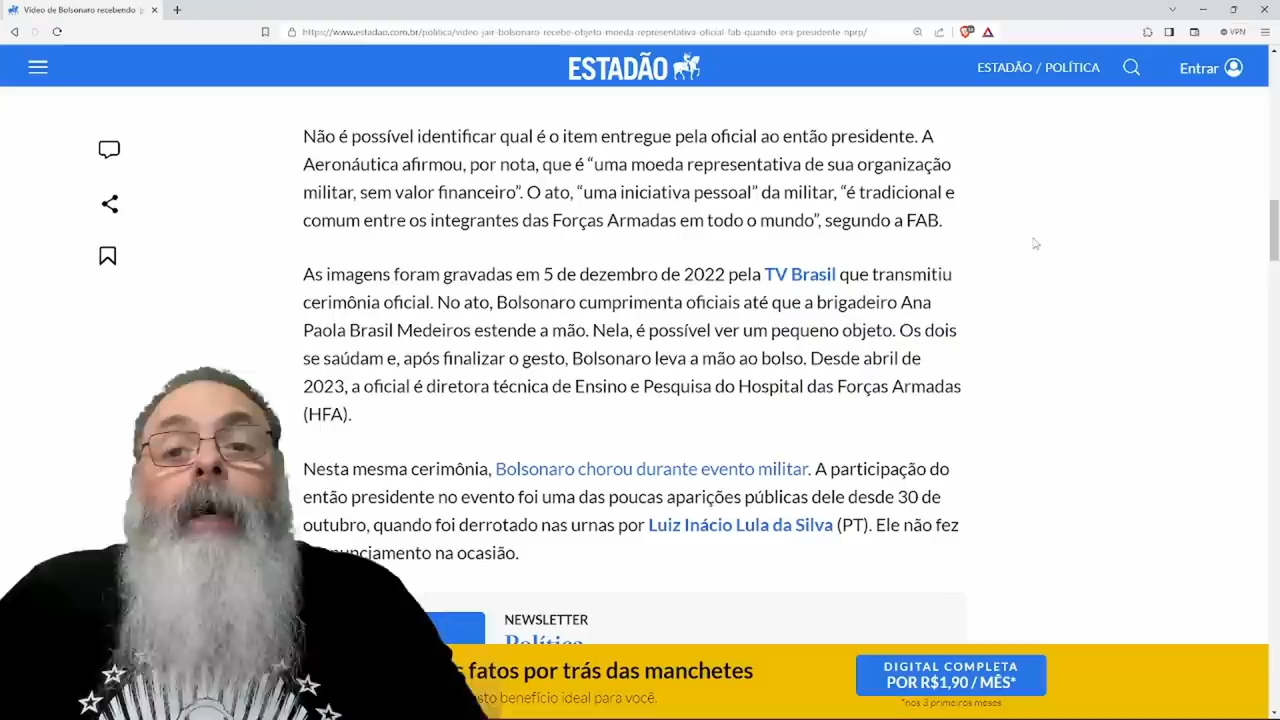 Vídeo de Bolsonaro recebendo
https://www.estadao.com.br/politica/video-jair-bolsonaro-recebe-objeto-moeda-representativa-oficial-fab-quando-era-presidente-nprp/
VPN
ESTADÃO
ESTADÃO / POLÍTICA
Entrar
Não é possível identificar qual é o item entregue pela oficial ao então presidente. A
Aeronáutica afirmou, por nota, que é “uma moeda representativa de sua organização
militar, sem valor financeiro”. O ato, “uma iniciativa pessoal” da militar, “é tradicional e
comum entre os integrantes das Forças Armadas em todo o mundo”, segundo a FAB.
As imagens foram gravadas em 5 de dezembro de 2022 pela TV Brasil que transmitiu
cerimônia oficial. No ato, Bolsonaro cumprimenta oficiais até que a brigadeiro Ana
Paola Brasil Medeiros estende a mão. Nela, é possível ver um pequeno objeto. Os dois
se saúdam e, após finalizar o gesto, Bolsonaro leva a mão ao bolso. Desde abril de
2023, a oficial é diretora técnica de Ensino e Pesquisa do Hospital das Forças Armadas
(HFA).
Nesta mesma cerimônia, Bolsonaro chorou durante evento militar. A participação do
então presidente no evento foi uma das poucas aparições públicas dele desde 30 de
outubro, quando foi derrotado nas urnas por Luiz Inácio Lula da Silva (PT). Ele não fez
na ocasião.
NEWSLETTER
Política
fatos por trás das manchetes
benefício ideal para você.
DIGITAL COMPLETA
POR R$1,90 / MÊS*
*nos 3 primeiros meses